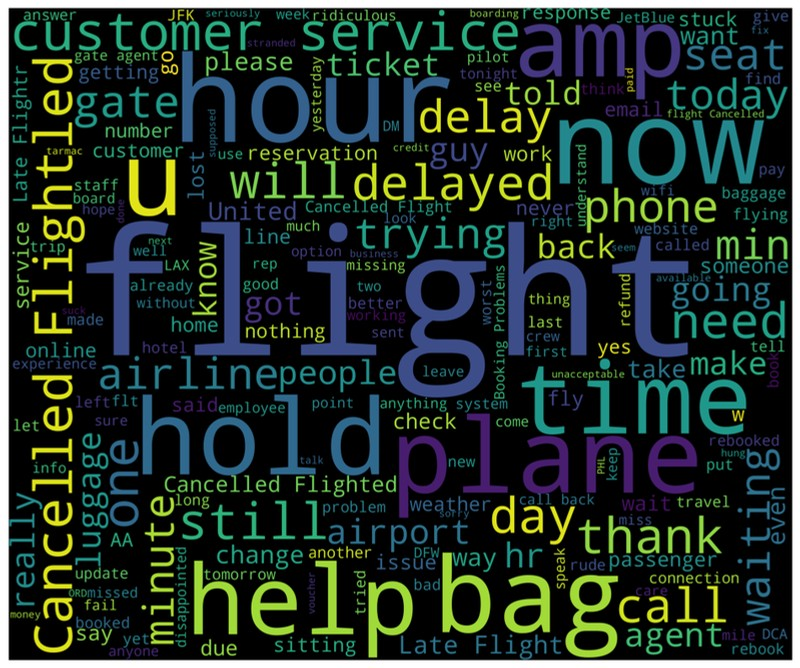 answer JFK seriously week ridiculous boarding response JetBlue stuck give
customer service amp want fix
stranded
gate agent go please ticket pilot seat
getting yesterday tonight see told think paid email find
gate hour delay now today
number DM flight Cancelled
tarmac customer supposed use reservation credit guy work
Late Flightr lost u will delayed understand wifi pay
staff board hope done phone baggage
United Cancelled Flight look never right website flying
service trip well next line much trying back seem called min
LAX rep option business missing know flight available someone
already good two worst thing refund going
without got better working Booking Problems last need
suck made home nothing sent crew
online hotel first yes tell
experience airline people leave unacceptable take make book
time
left flt said employee point anything system fly w
let sure hold check come plane rebooked
Cancelled Flightled
info luggage one talk new PHL keep put hung
Cancelled Flighted
really long problem weather call back wait travel waiting even
AA minute still sorry day miss
airport thank
change another issue DFW way hr speak rude passenger
update disappointed tomorrow voucher tried bad connection
ORD missed help bag care
fail call
money booked
say yet due sitting Late Flight agent mile DCA
anyone rebook